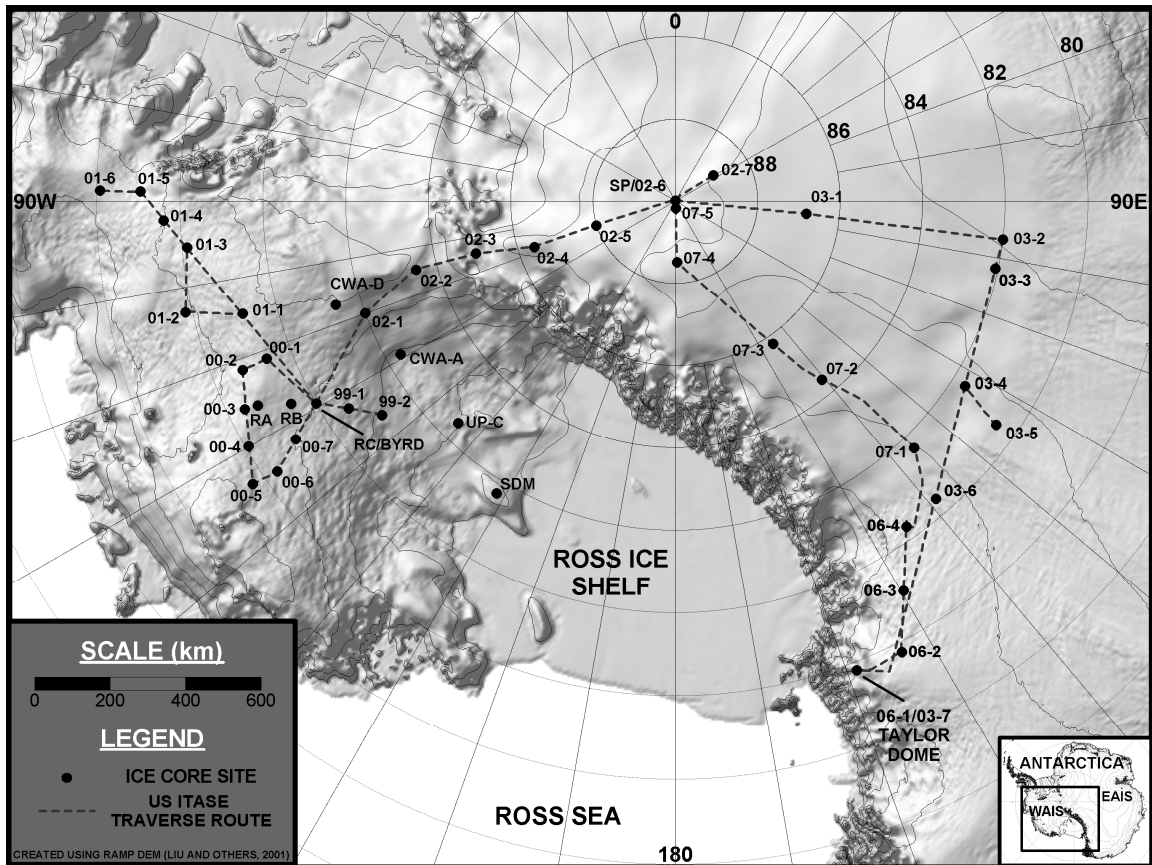 0
80
82
84
86
88
02-7
SP/02-6
01-6
01-5
90W
03-1
90E
07-5
01-4
02-5
03-2
01-3
02-3
02-4
07-4
03-3
02-2
CWA-D
01-2
01-1
02-1
00-1
07-3
00-2
CWA-A
07-2
03-4
99-1
99-2
00-3
RA
RB
UP-C
03-5
RC/BYRD
00-4
00-7
07-1
00-6
00-5
SDM
03-6
06-4
ROSS ICE
SHELF
06-3
06-2
SCALE (km)
0 200 400 600
06-1/03-7
TAYLOR
DOME
LEGEND
ICE CORE SITE
US ITASE
TRAVERSE ROUTE
CREATED USING RAMP DEM (LIU AND OTHERS, 2001)
ROSS SEA
180
ANTARCTICA
EAIS
WAIS